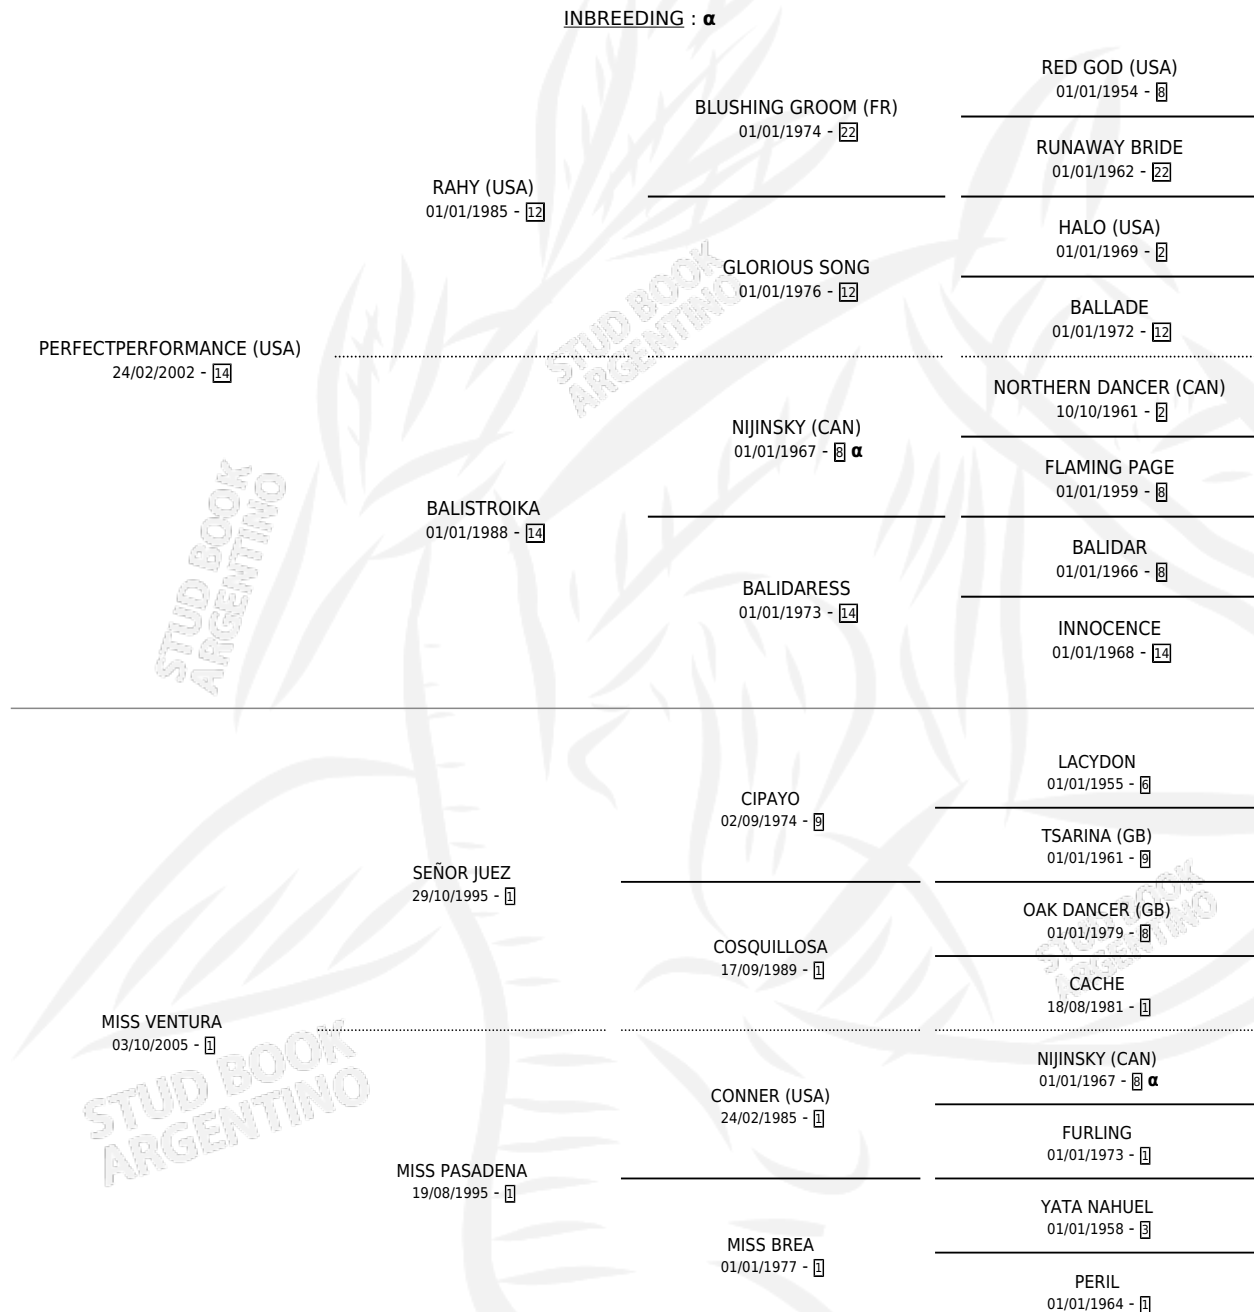 INBREEDING : α
RED GOD (USA)
01/01/1954 - 8
BLUSHING GROOM (FR)
01/01/1974 - 22
RUNAWAY BRIDE
01/01/1962 - 22
RAHY (USA)
01/01/1985 - 12
HALO (USA)
01/01/1969 - 2
GLORIOUS SONG
01/01/1976 - 12
BALLADE
01/01/1972 - 12
PERFECTPERFORMANCE (USA)
24/02/2002 - 14
NORTHERN DANCER (CAN)
10/10/1961 - 2
NIJINSKY (CAN)
01/01/1967 - 8 α
FLAMING PAGE
01/01/1959 - 8
BALISTROIKA
01/01/1988 - 14
BALIDAR
01/01/1966 - 8
BALIDARESS
01/01/1973 - 14
INNOCENCE
01/01/1968 - 14
LACYDON
01/01/1955 - 6
CIPAYO
02/09/1974 - 9
TSARINA (GB)
01/01/1961 - 9
SEÑOR JUEZ
29/10/1995 - 1
OAK DANCER (GB)
01/01/1979 - 8
COSQUILLOSA
17/09/1989 - 1
CACHE
18/08/1981 - 1
MISS VENTURA
03/10/2005 - 1
NIJINSKY (CAN)
01/01/1967 - 8 α
CONNER (USA)
24/02/1985 - 1
FURLING
01/01/1973 - 1
MISS PASADENA
19/08/1995 - 1
YATA NAHUEL
01/01/1958 - 3
MISS BREA
01/01/1977 - 1
PERIL
01/01/1964 - 1
STUD BOOK
ARGENTINO
STUD BOOK
ARGENTINO
STUD BOOK
ARGENTINO
STUD BOOK
ARGENTINO